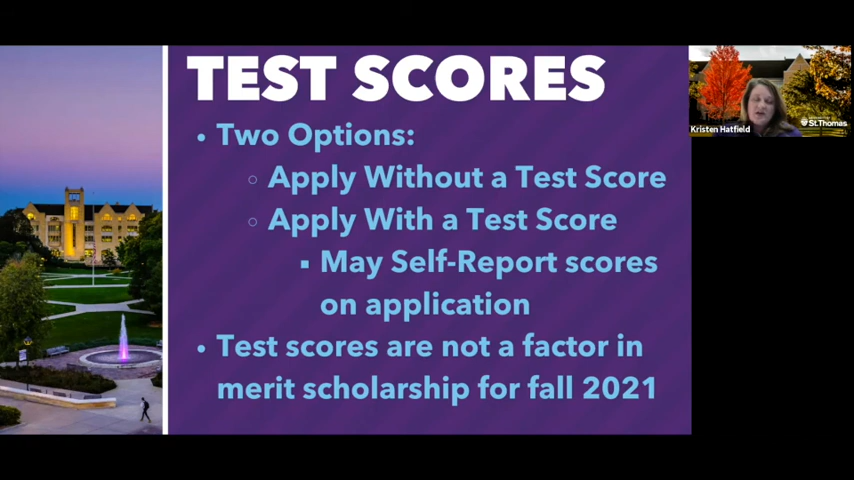 TEST SCORES
• Two Options:
○ Apply Without a Test Score
○ Apply With a Test Score
▪ May Self-Report scores
on application
• Test scores are not a factor in
merit scholarship for fall 2021
Kristen Hatfield
St.Thomas